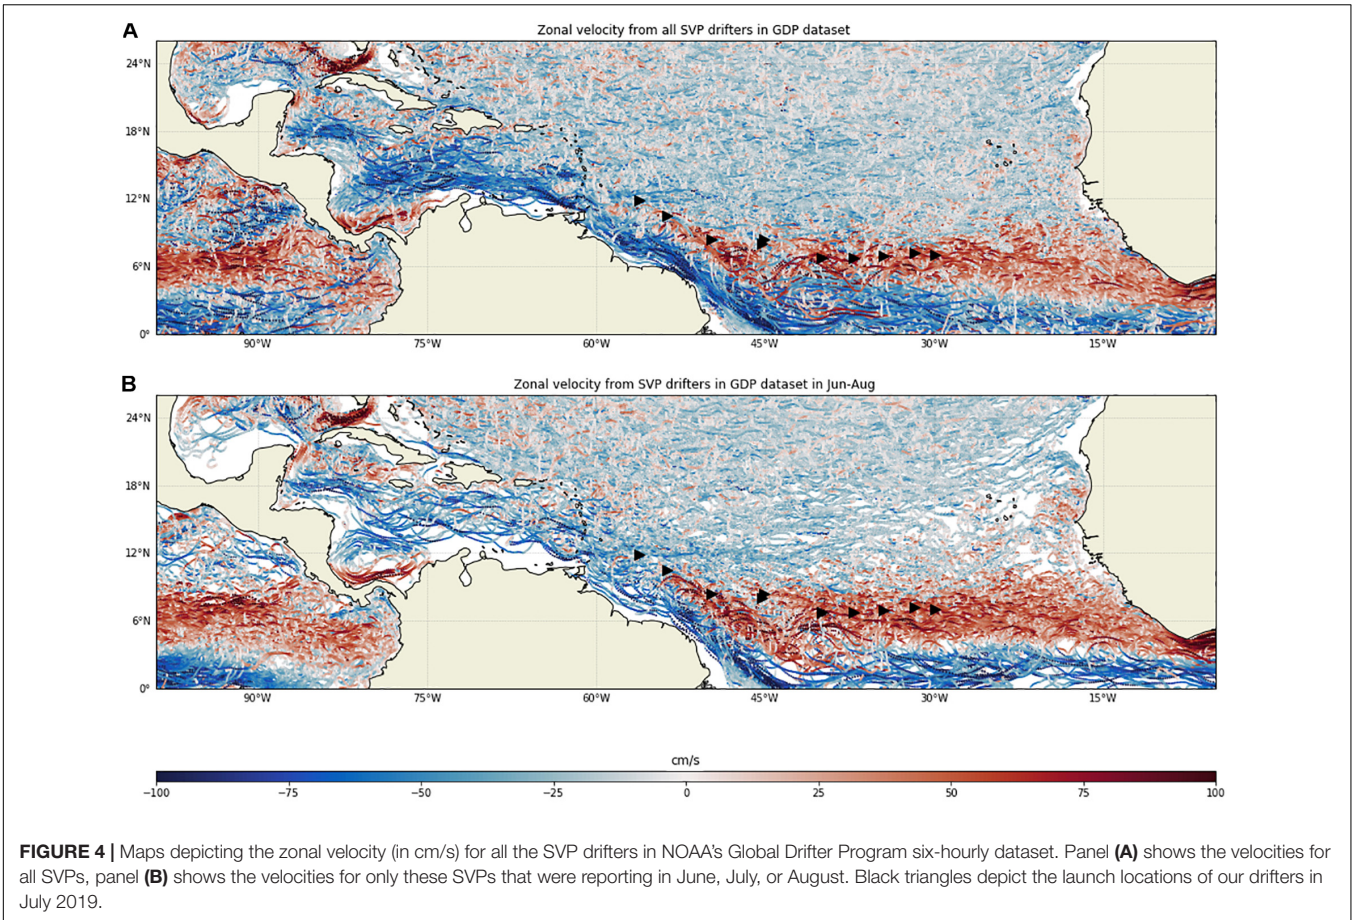 A
Zonal velocity from all SVP drifters in GDP dataset
24°N
18°N
12°N
6°N
0°
90°W 75°W 60°W 45°W 30°W 15°W
B
Zonal velocity from SVP drifters in GDP dataset in Jun-Aug
24°N
18°N
12°N
6°N
0°
90°W 75°W 60°W 45°W 30°W 15°W
cm/s
−100 −75 −50 −25 0 25 50 75 100
FIGURE 4 | Maps depicting the zonal velocity (in cm/s) for all the SVP drifters in NOAA's Global Drifter Program six-hourly dataset. Panel (A) shows the velocities for
all SVPs, panel (B) shows the velocities for only these SVPs that were reporting in June, July, or August. Black triangles depict the launch locations of our drifters in
July 2019.